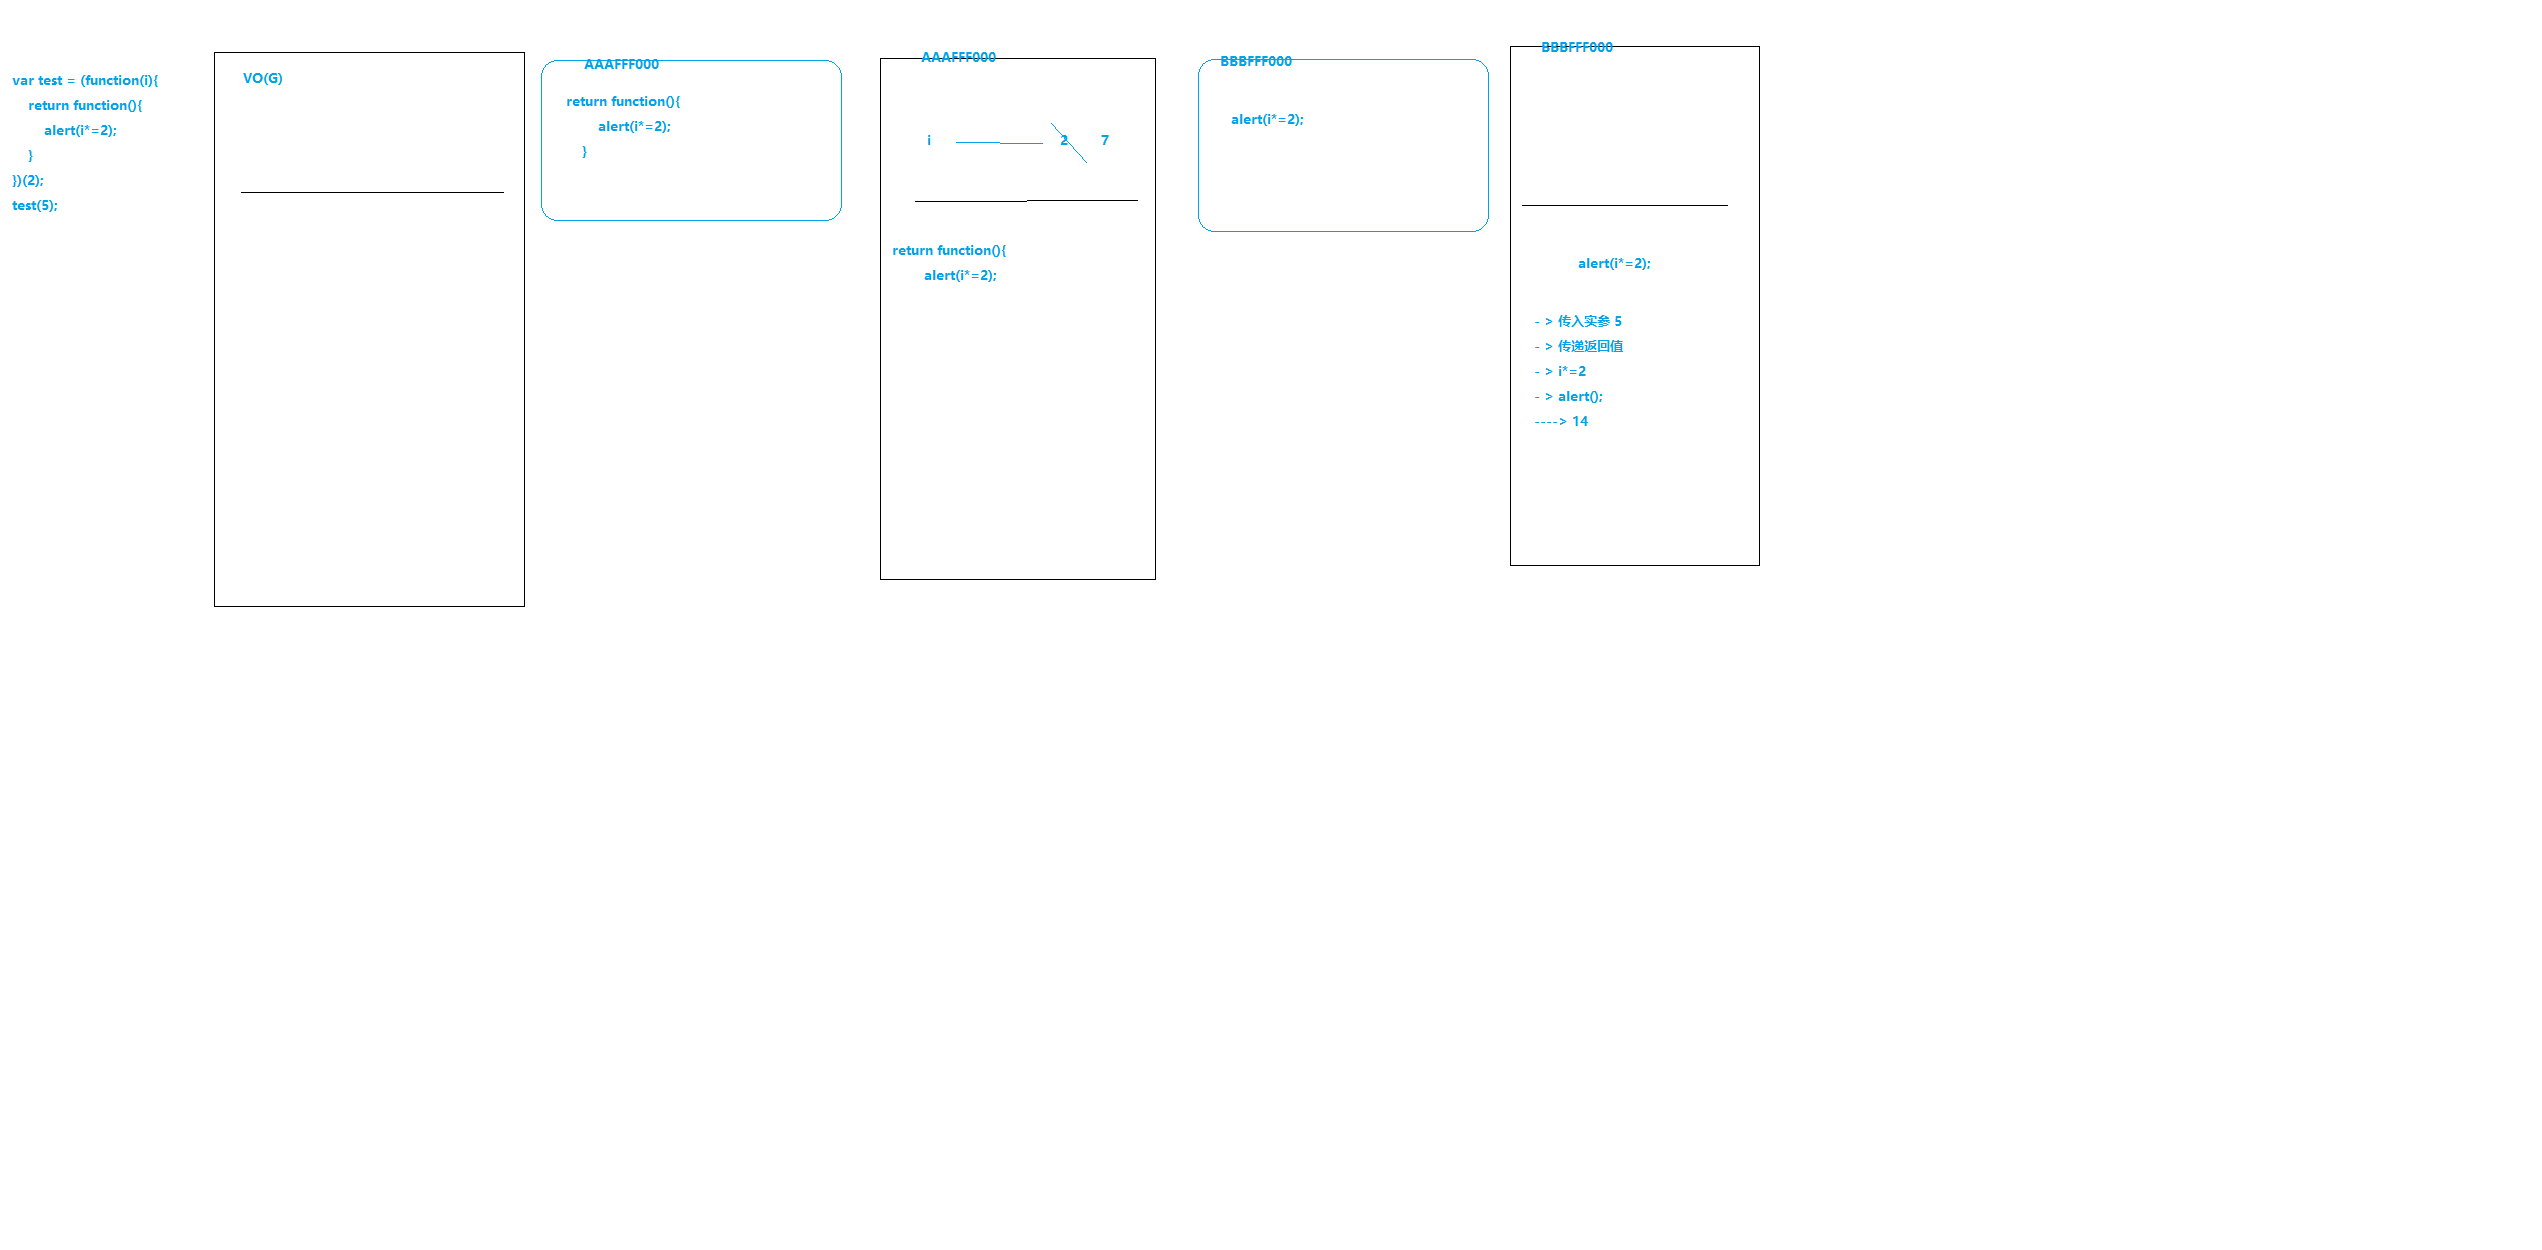 var test = (function(i){
return function(){
alert(i*=2);
}
})(2);
test(5);
VO(G)
AAAFFF000
return function(){
alert(i*=2);
}
AAAFFF000
i 2 7
return function(){
alert(i*=2);
BBBFFF000
alert(i*=2);
BBBFFF000
alert(i*=2);
- > 传入实参 5
- > 传递返回值
- > i*=2
- > alert();
----> 14